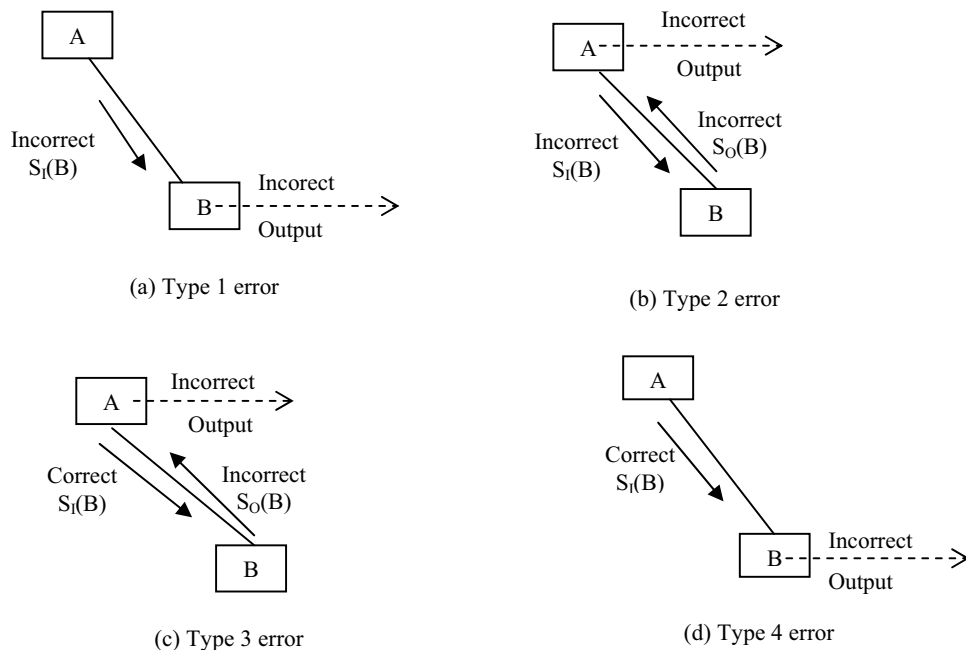 A
Incorrect
S_I(B)
B
Incorect
Output
(a) Type 1 error
A
Incorrect
Output
Incorrect
S_I(B)
Incorrect
S_O(B)
B
(b) Type 2 error
A
Incorrect
Output
Correct
S_I(B)
Incorrect
S_O(B)
B
(c) Type 3 error
A
Correct
S_I(B)
B
Incorrect
Output
(d) Type 4 error